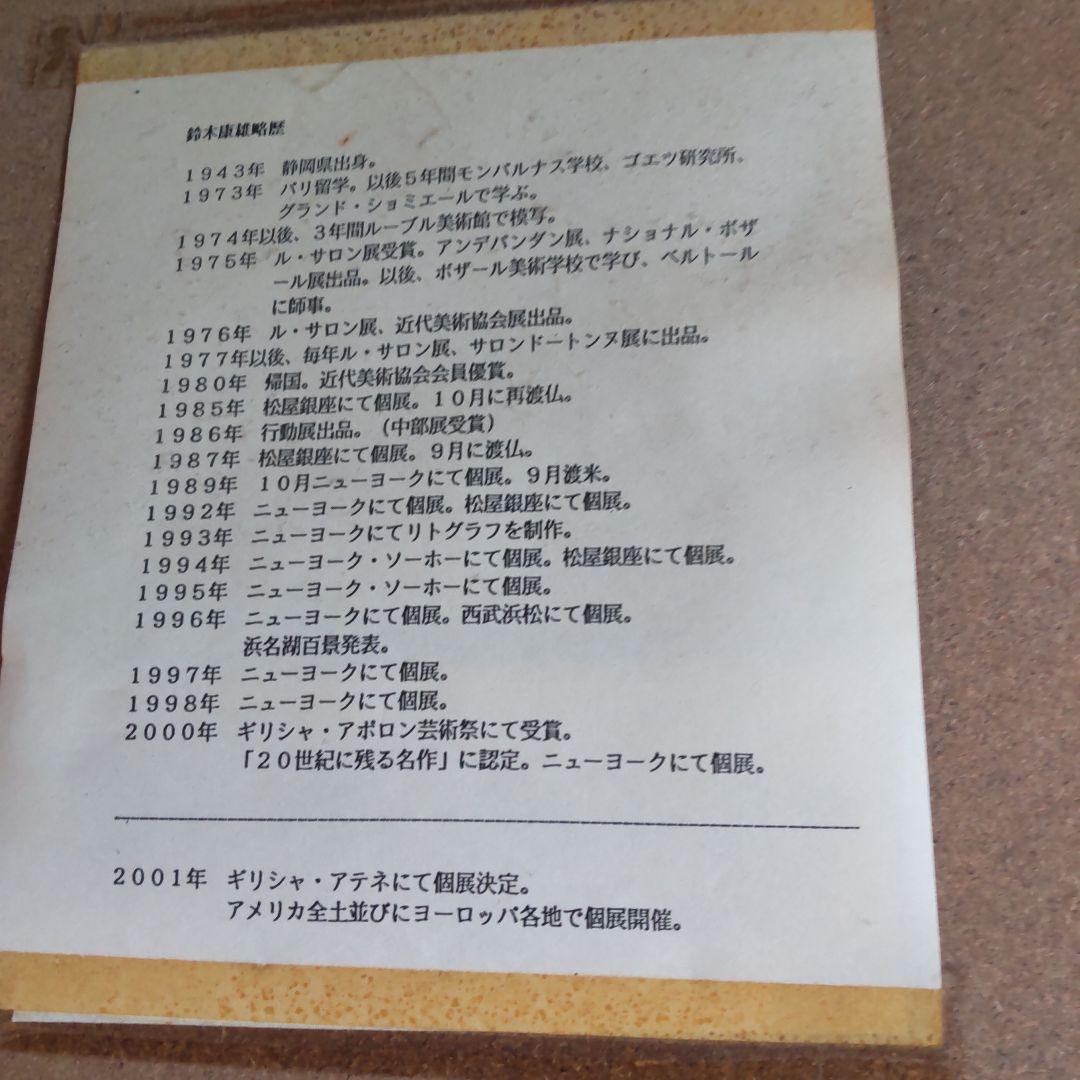 鈴木康雄略歴
1943年 静岡県出身。
1973年 パリ留学。以後5年間モンパルナス学校、ゴエツ研究所、
グランド・ショミエールで学ぶ。
1974年以後、3年間ルーブル美術館で模写。
1975年 ル・サロン展受賞。アンデパンダン展、ナショナル・ボザ
ール展出品。以後、ボザール美術学校で学び、ベルトール
に師事。
1976年 ル・サロン展、近代美術協会展出品。
1977年以後、毎年ル・サロン展、サロンドートンヌ展に出品。
1980年 帰国。近代美術協会会員優賞。
1985年 松屋銀座にて個展。10月に再渡仏。
1986年 行動展出品。(中部展受賞)
1987年 松屋銀座にて個展。9月に渡仏。
1989年 10月ニューヨークにて個展。9月渡米。
1992年 ニューヨークにて個展。松屋銀座にて個展。
1993年 ニューヨークにてリトグラフを制作。
1994年 ニューヨーク・ソーホーにて個展。松屋銀座にて個展。
1995年 ニューヨーク・ソーホーにて個展。
1996年 ニューヨークにて個展。西武浜松にて個展。
浜名湖百景発表。
1997年 ニューヨークにて個展。
1998年 ニューヨークにて個展。
2000年 ギリシャ・アポロン芸術祭にて受賞。
「20世紀に残る名作」に認定。ニューヨークにて個展。
2001年 ギリシャ・アテネにて個展決定。
アメリカ全土並びにヨーロッパ各地で個展開催。